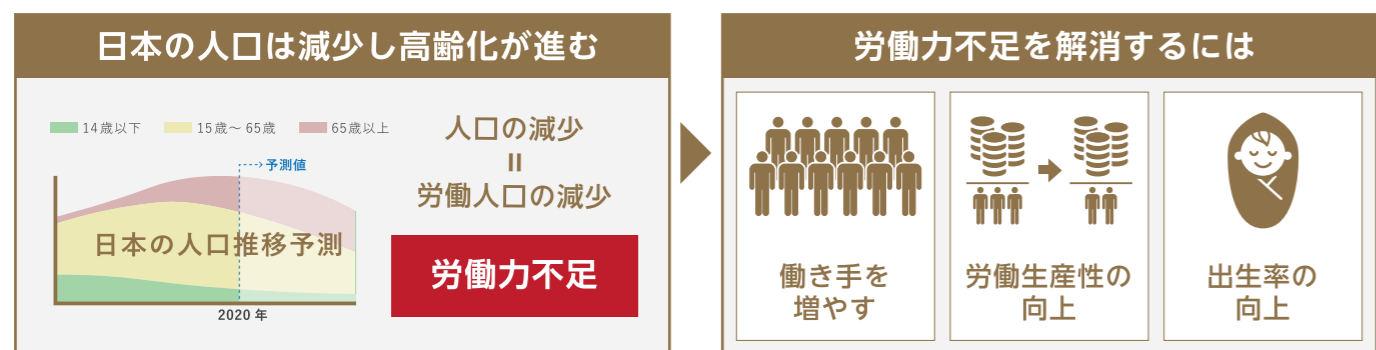 日本の人口は減少し高齢化が進む
14歳以下
15歳～65歳
65歳以上
予測値
日本の人口推移予測
2020年
人口の減少
=
労働人口の減少
労働力不足
労働力不足を解消するには
働き手を
増やす
労働生産性の
向上
出生率の
向上